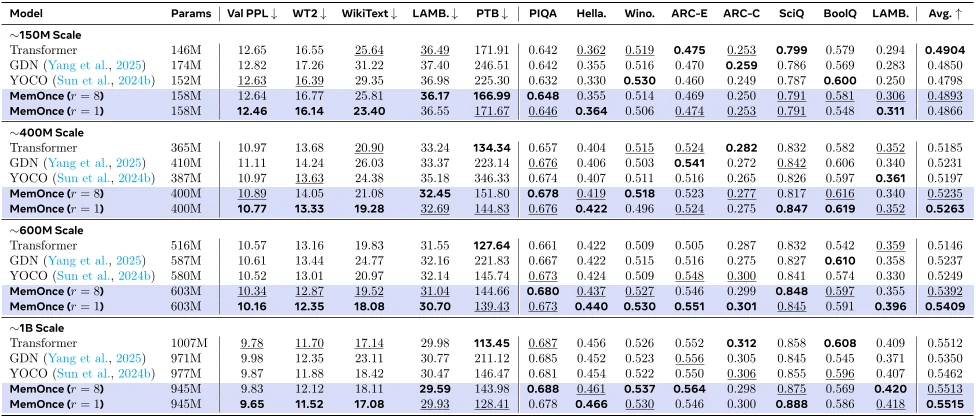 Model Params Val PPL↓ WT2↓ WikiText↓ LAMB.↓ PTB↓ PIQA Hella. Wino. ARC-E ARC-C SciQ BoolQ LAMB. Avg.↑
~150M Scale
Transformer 146M 12.65 16.55 25.64 36.49 171.91 0.642 0.362 0.519 0.475 0.253 0.799 0.579 0.294 0.4904
GDN (Yang et al., 2025) 174M 12.82 17.26 31.22 37.40 246.51 0.642 0.355 0.516 0.470 0.259 0.786 0.569 0.283 0.4850
YOCO (Sun et al., 2024b) 152M 12.63 16.39 29.35 36.98 225.30 0.632 0.330 0.530 0.460 0.249 0.787 0.600 0.250 0.4798
MemOnce (r = 8) 158M 12.64 16.77 25.81 36.17 166.99 0.648 0.355 0.514 0.469 0.250 0.791 0.581 0.306 0.4893
MemOnce (r = 1) 158M 12.46 16.14 23.40 36.55 171.67 0.646 0.364 0.506 0.474 0.253 0.791 0.548 0.311 0.4866
~400M Scale
Transformer 365M 10.97 13.68 20.90 33.24 134.34 0.657 0.404 0.515 0.524 0.282 0.832 0.582 0.352 0.5185
GDN (Yang et al., 2025) 410M 11.11 14.24 26.03 33.37 223.14 0.676 0.406 0.503 0.541 0.272 0.842 0.606 0.340 0.5231
YOCO (Sun et al., 2024b) 387M 10.97 13.63 24.38 35.18 346.33 0.674 0.407 0.511 0.516 0.265 0.826 0.597 0.361 0.5197
MemOnce (r = 8) 400M 10.89 14.05 21.08 32.45 151.80 0.678 0.419 0.518 0.523 0.277 0.817 0.616 0.340 0.5235
MemOnce (r = 1) 400M 10.77 13.33 19.28 32.69 144.83 0.676 0.422 0.496 0.524 0.275 0.847 0.619 0.352 0.5263
~600M Scale
Transformer 516M 10.57 13.16 19.83 31.55 127.64 0.661 0.422 0.509 0.505 0.287 0.832 0.542 0.359 0.5146
GDN (Yang et al., 2025) 587M 10.61 13.44 24.77 32.16 221.83 0.667 0.422 0.515 0.516 0.275 0.827 0.610 0.358 0.5237
YOCO (Sun et al., 2024b) 580M 10.52 13.01 20.97 32.14 145.74 0.673 0.424 0.509 0.548 0.300 0.841 0.574 0.330 0.5249
MemOnce (r = 8) 603M 10.34 12.87 19.52 31.04 144.66 0.680 0.437 0.527 0.546 0.299 0.848 0.597 0.355 0.5392
MemOnce (r = 1) 603M 10.16 12.35 18.08 30.70 139.43 0.673 0.440 0.530 0.551 0.301 0.845 0.591 0.396 0.5409
~1B Scale
Transformer 1007M 9.78 11.70 17.14 29.98 113.45 0.687 0.456 0.526 0.552 0.312 0.858 0.608 0.409 0.5512
GDN (Yang et al., 2025) 971M 9.98 12.35 23.11 30.77 211.12 0.685 0.452 0.523 0.556 0.305 0.845 0.545 0.371 0.5350
YOCO (Sun et al., 2024b) 977M 9.87 11.88 18.42 30.47 146.47 0.681 0.454 0.522 0.550 0.306 0.855 0.596 0.407 0.5462
MemOnce (r = 8) 945M 9.83 12.12 18.11 29.59 143.98 0.688 0.461 0.537 0.564 0.298 0.875 0.569 0.420 0.5513
MemOnce (r = 1) 945M 9.65 11.52 17.08 29.93 128.41 0.678 0.466 0.530 0.546 0.300 0.888 0.586 0.418 0.5515